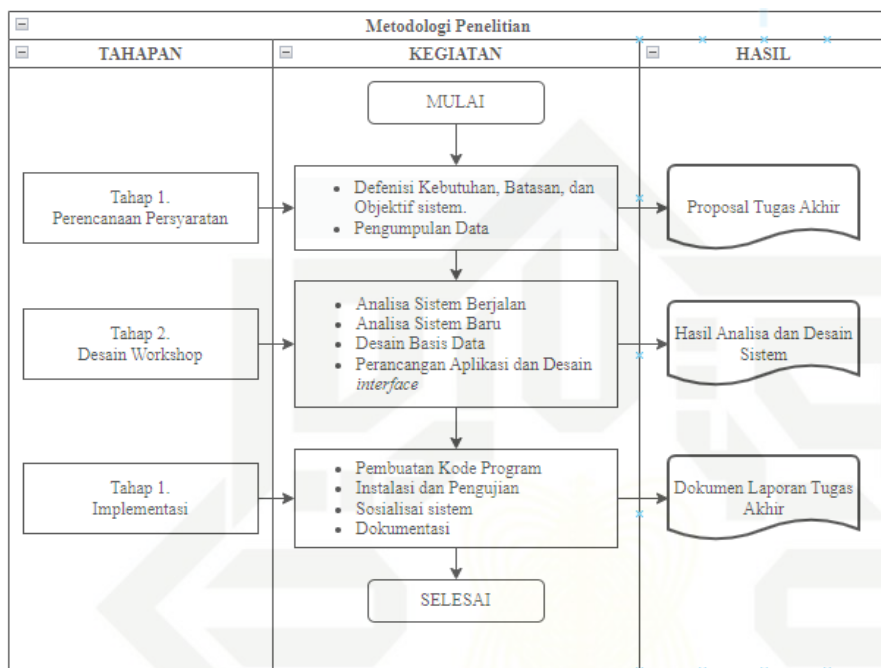 Metodologi Penelitian
TAHAPAN
KEGIATAN
HASIL
MULAI
Tahap 1.
Perencanaan Persyaratan
• Defenisi Kebutuhan, Batasan, dan
Objektif sistem.
• Pengumpulan Data
Proposal Tugas Akhir
Tahap 2.
Desain Workshop
• Analisa Sistem Berjalan
• Analisa Sistem Baru
• Desain Basis Data
• Perancangan Aplikasi dan Desain
interface
Hasil Analisa dan Desain
Sistem
Tahap 1.
Implementasi
• Pembuatan Kode Program
• Instalasi dan Pengujian
• Sosialisai sistem
• Dokumentasi
Dokumen Laporan Tugas
Akhir
SELESAI